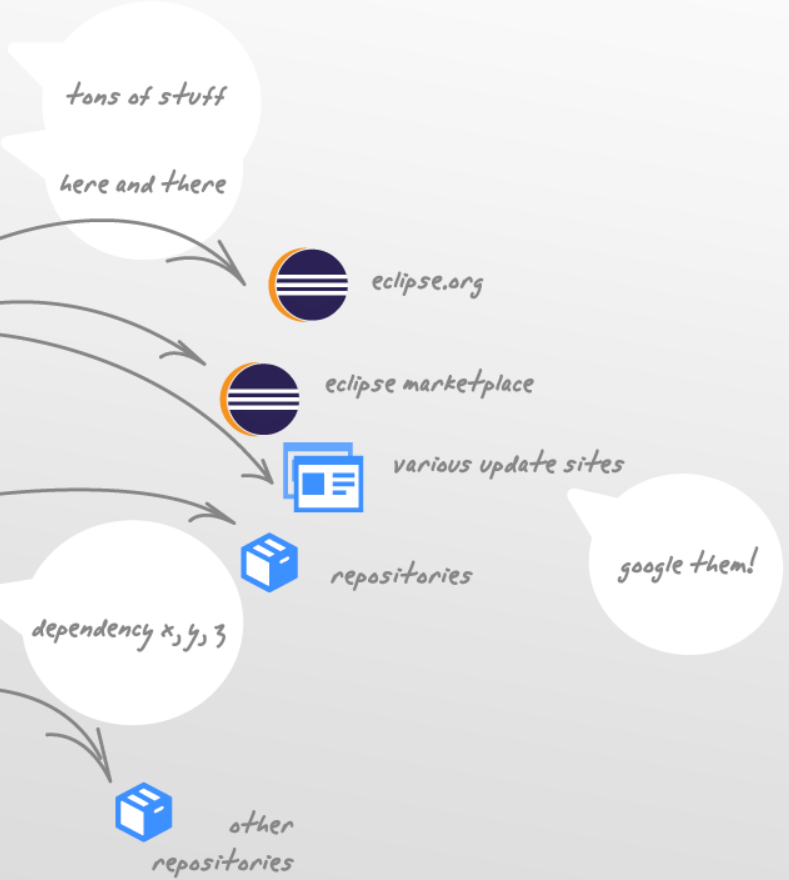 tons of stuff
here and there
eclipse.org
eclipse marketplace
various update sites
google them!
repositories
dependency x, y, z
other
repositories